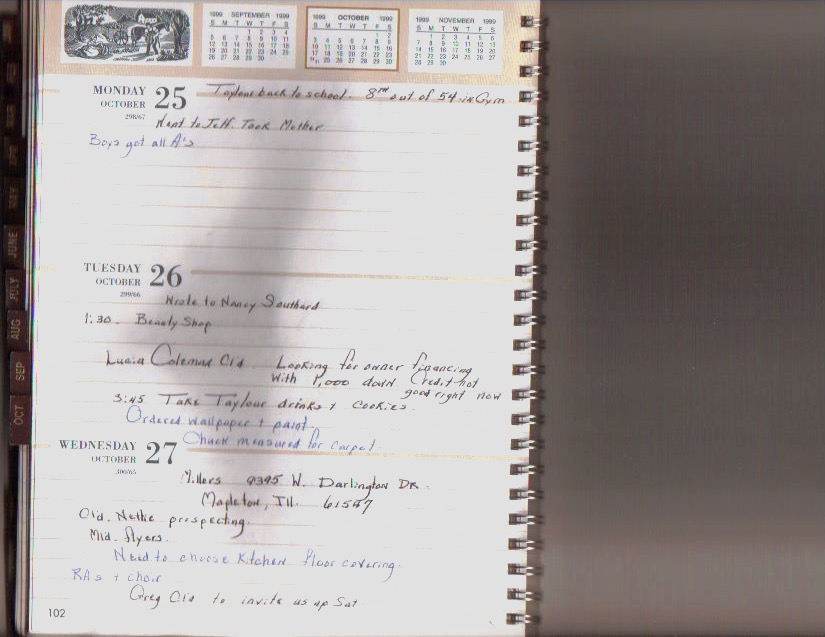 1999 SEPTEMBER 1999
S M T W T F S
1 2 3 4
5 6 7 8 9 10 11
12 13 14 15 16 17 18
19 20 21 22 23 24 25
26 27 28 29 30
1999 OCTOBER 1999
S M T W T F S
1 2
3 4 5 6 7 8 9
10 11 12 13 14 15 16
17 18 19 20 21 22 23
24/31 25 26 27 28 29 30
1999 NOVEMBER 1999
S M T W T F S
1 2 3 4 5 6
7 8 9 10 11 12 13
14 15 16 17 18 19 20
21 22 23 24 25 26 27
28 29 30
MONDAY 25
OCTOBER
298/67
Taylour back to school. 8th out of 54 in Gym
Went to Jeff. Took Mother
Boys got all A's
TUESDAY 26
OCTOBER
299/66
Wrote to Nancy Southard
1:30 Beauty Shop
Lucia Coleman Cld Looking for owner financing
With 1,000 down Credit not
good right now
3:45 Take Taylour drinks + cookies
Ordered wallpaper + paint.
Chuck measured for carpet
WEDNESDAY 27
OCTOBER
300/65
Millers 9395 W. Darlington DR.
Mapleton, Ill. 61547
Cld. Nettie prospecting.
Mid. flyers.
Need to choose Kitchen floor covering.
RAs + choir
Greg Cld to invite us up Sat
102
JUNE
JULY
AUG
SEP
OCT